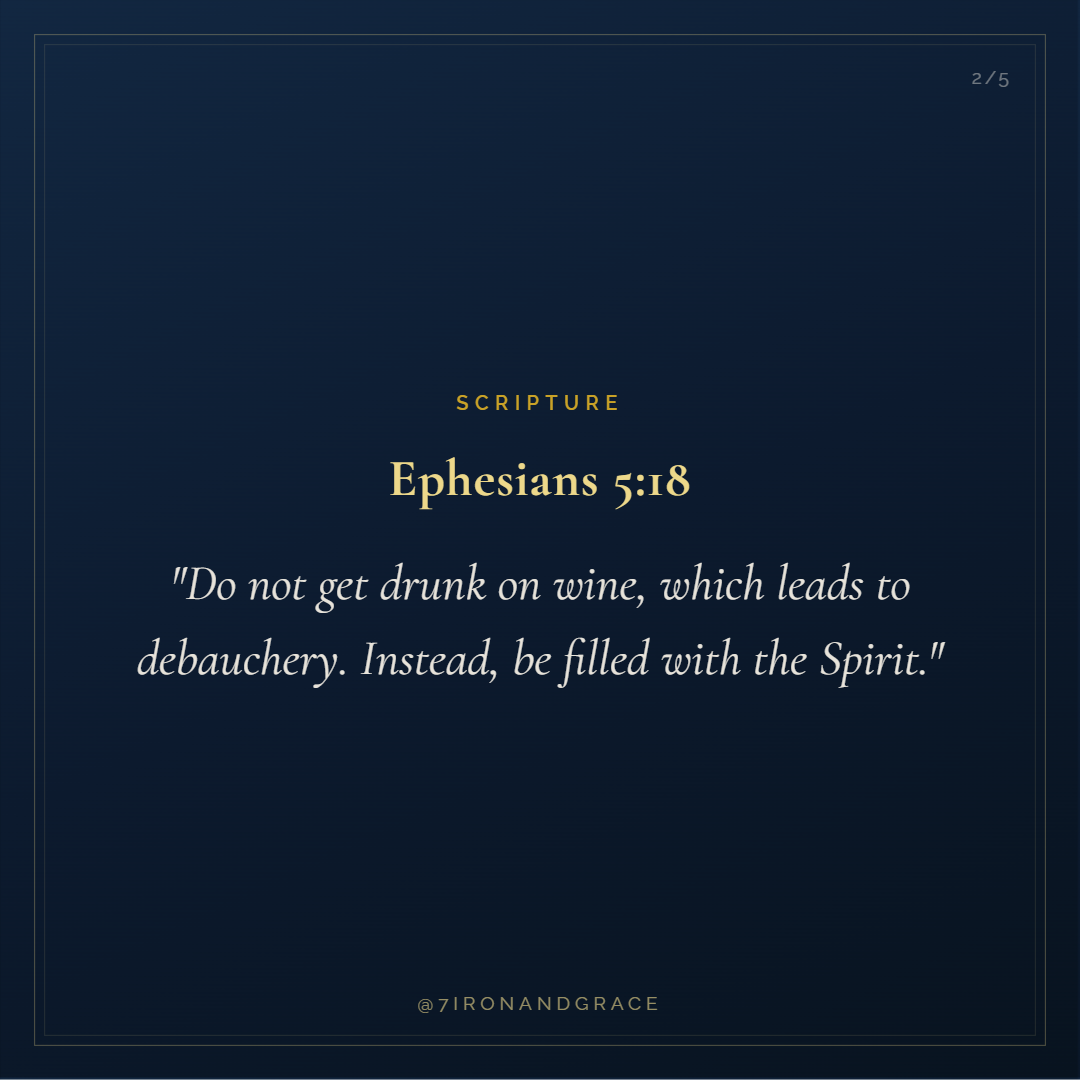 2/5
SCRIPTURE
Ephesians 5:18
"Do not get drunk on wine, which leads to
debauchery. Instead, be filled with the Spirit."
@7IRONANDGRACE